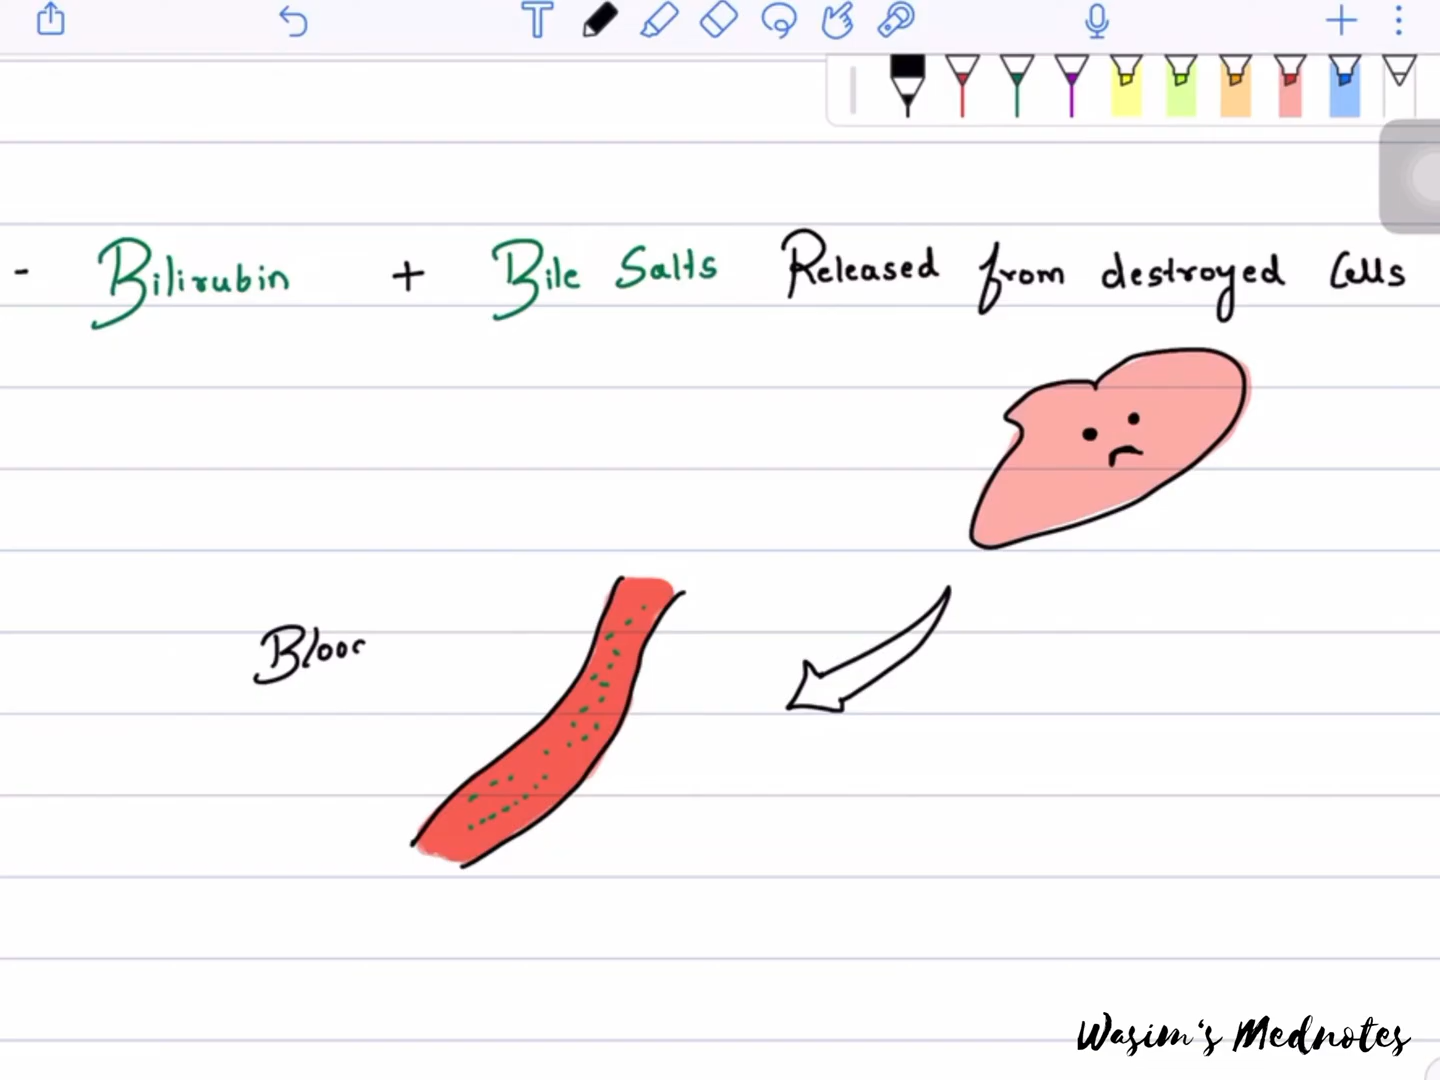 - Bilirubin + Bile Salts Released from destroyed Cells
Bloo
Wasim's Mednotes